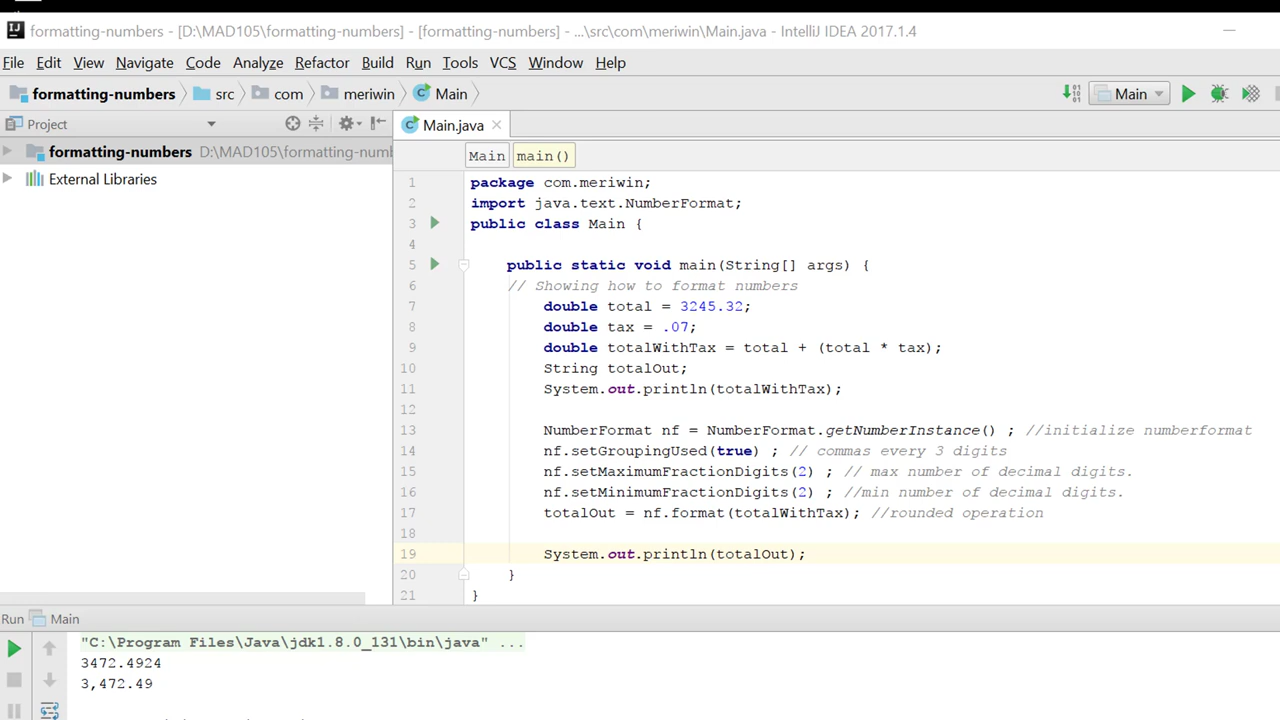 formatting-numbers - [D:\MAD105\formatting-numbers] - [formatting-numbers] - ...\src\com\meriwin\Main.java - IntelliJ IDEA 2017.1.4
File Edit View Navigate Code Analyze Refactor Build Run Tools VCS Window Help
formatting-numbers src com meriwin Main
Main
Project
Main.java
formatting-numbers D:\MAD105\formatting-numb
External Libraries
Main main()
1 package com.meriwin;
2 import java.text.NumberFormat;
3 public class Main {
4
5 public static void main(String[] args) {
6 // Showing how to format numbers
7 double total = 3245.32;
8 double tax = .07;
9 double totalWithTax = total + (total * tax);
10 String totalOut;
11 System.out.println(totalWithTax);
12
13 NumberFormat nf = NumberFormat.getNumberInstance() ; //initialize numberformat
14 nf.setGroupingUsed(true) ; // commas every 3 digits
15 nf.setMaximumFractionDigits(2) ; // max number of decimal digits.
16 nf.setMinimumFractionDigits(2) ; //min number of decimal digits.
17 totalOut = nf.format(totalWithTax); //rounded operation
18
19 System.out.println(totalOut);
20 }
21 }
Run Main
"C:\Program Files\Java\jdk1.8.0_131\bin\java" ...
3472.4924
3,472.49